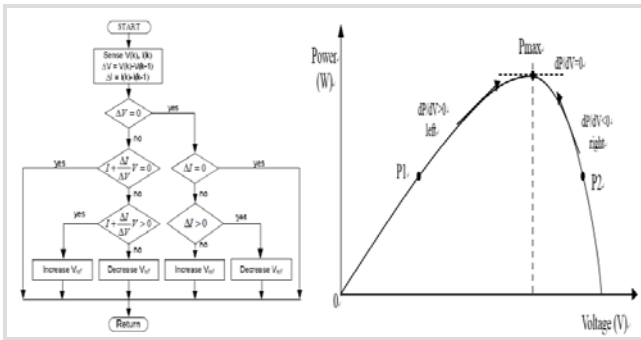 START
Sense V(k), I(k)
ΔV = V(k)-V(k-1)
ΔI = I(k)-I(k-1)
ΔV = 0
yes
no
yes
I + ΔI/ΔV V = 0
ΔI = 0
yes
no
no
yes
I + ΔI/ΔV V > 0
ΔI > 0
yes
no
no
Increase Vref
Decrease Vref
Increase Vref
Decrease Vref
Return
Power
(W)
Pmax
dP/dV=0
dP/dV>0
left
dP/dV<0
right
P1
P2
0
Voltage (V)